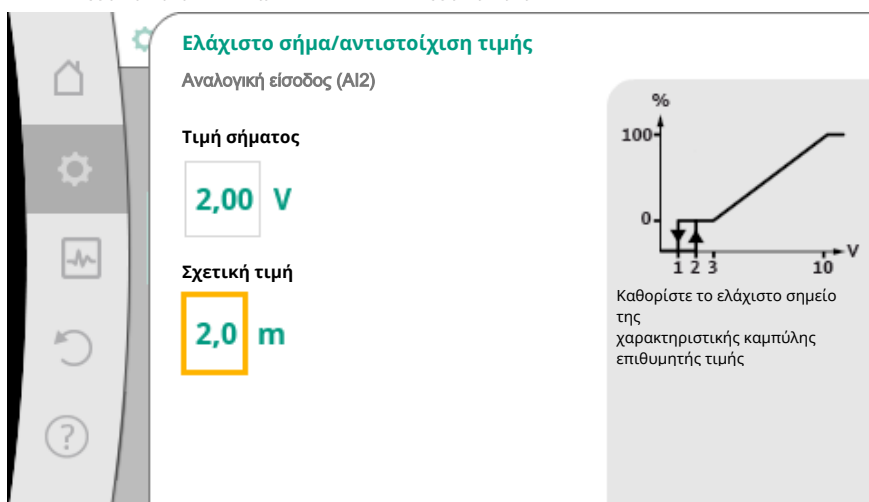 Ελάχιστο σήμα/αντιστοίχιση τιμής
Αναλογική είσοδος (AI2)
Τιμή σήματος
2,00 V
Σχετική τιμή
2,0 m
%
100
0
1 2 3 10 V
Καθορίστε το ελάχιστο σημείο
της
χαρακτηριστικής καμπύλης
επιθυμητής τιμής
?